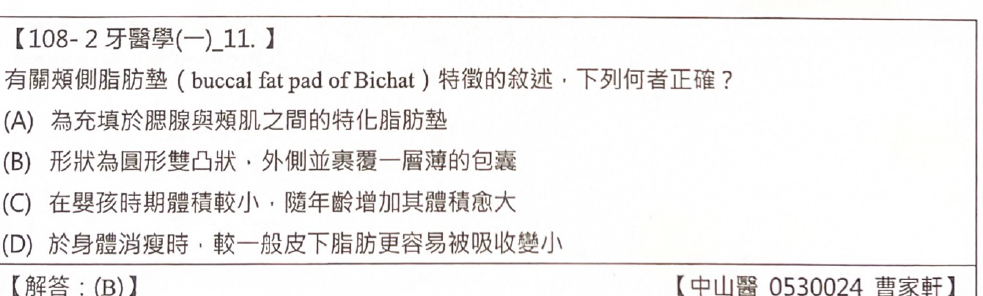 【108- 2 牙醫學(一)_11. 】
有關頰側脂肪墊（buccal fat pad of Bichat）特徵的敘述，下列何者正確？
(A) 為充填於腮腺與頰肌之間的特化脂肪墊
(B) 形狀為圓形雙凸狀，外側並裹覆一層薄的包囊
(C) 在嬰孩時期體積較小，隨年齡增加其體積愈大
(D) 於身體消瘦時，較一般皮下脂肪更容易被吸收變小
【解答：(B)】 【中山醫 0530024 曹家軒】